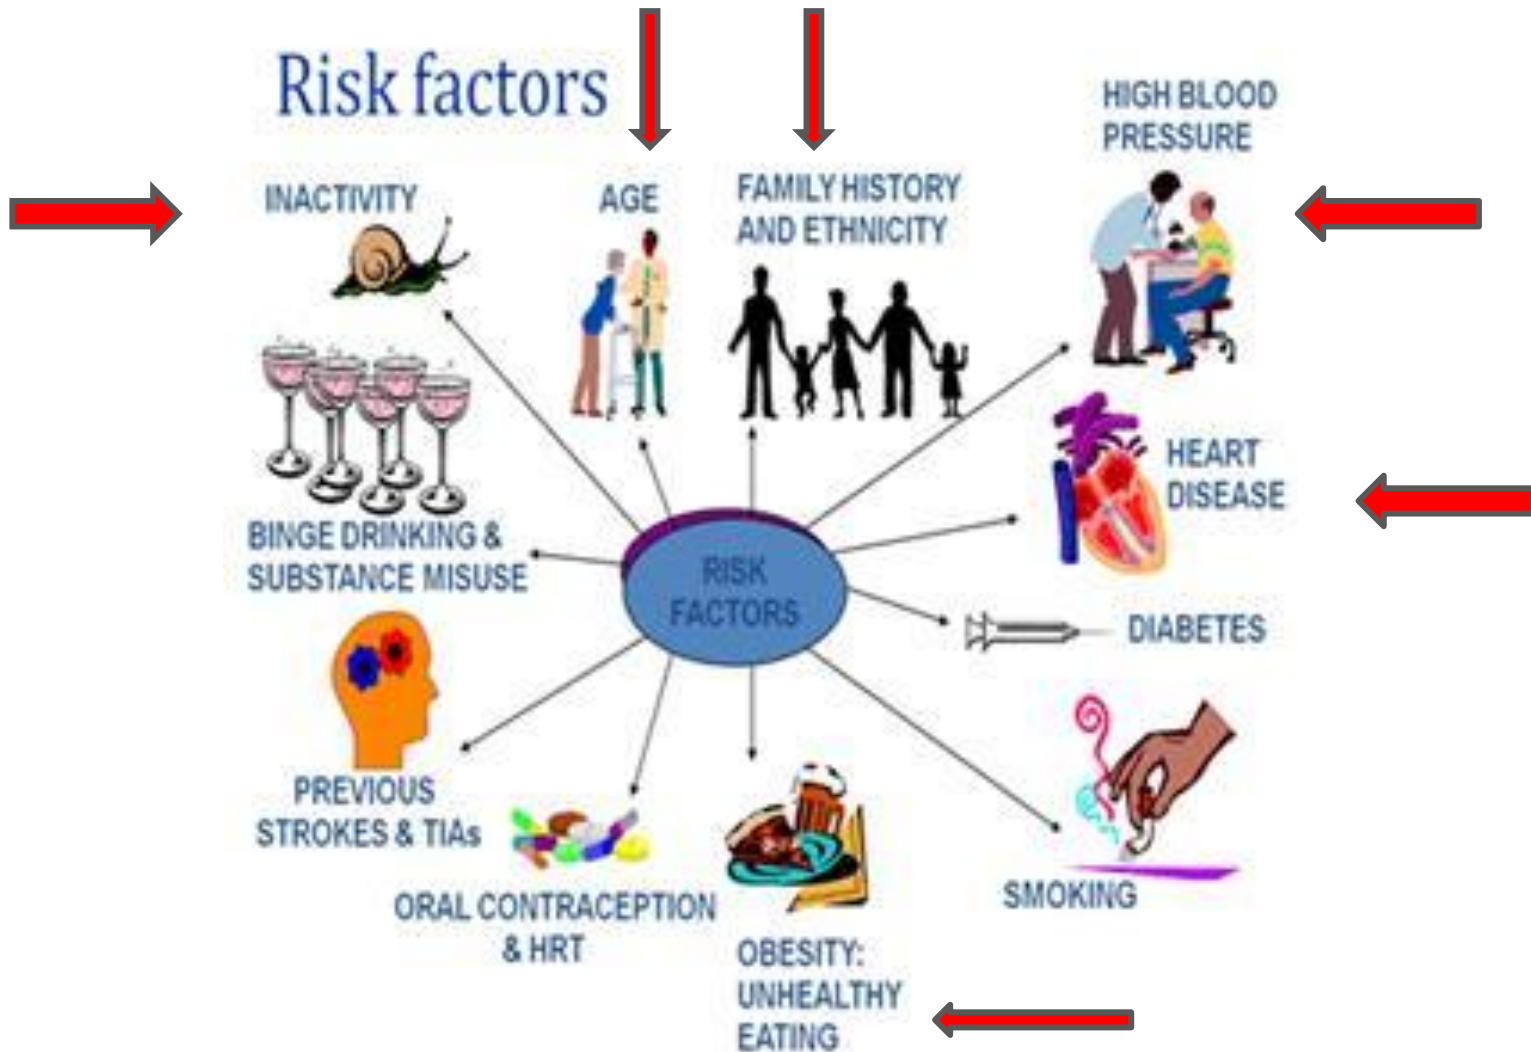 Risk factors
INACTIVITY
AGE
FAMILY HISTORY
AND ETHNICITY
HIGH BLOOD
PRESSURE
HEART
DISEASE
BINGE DRINKING &
SUBSTANCE MISUSE
RISK
FACTORS
DIABETES
PREVIOUS
STROKES & TIAs
ORAL CONTRACEPTION
& HRT
OBESITY:
UNHEALTHY
EATING
SMOKING